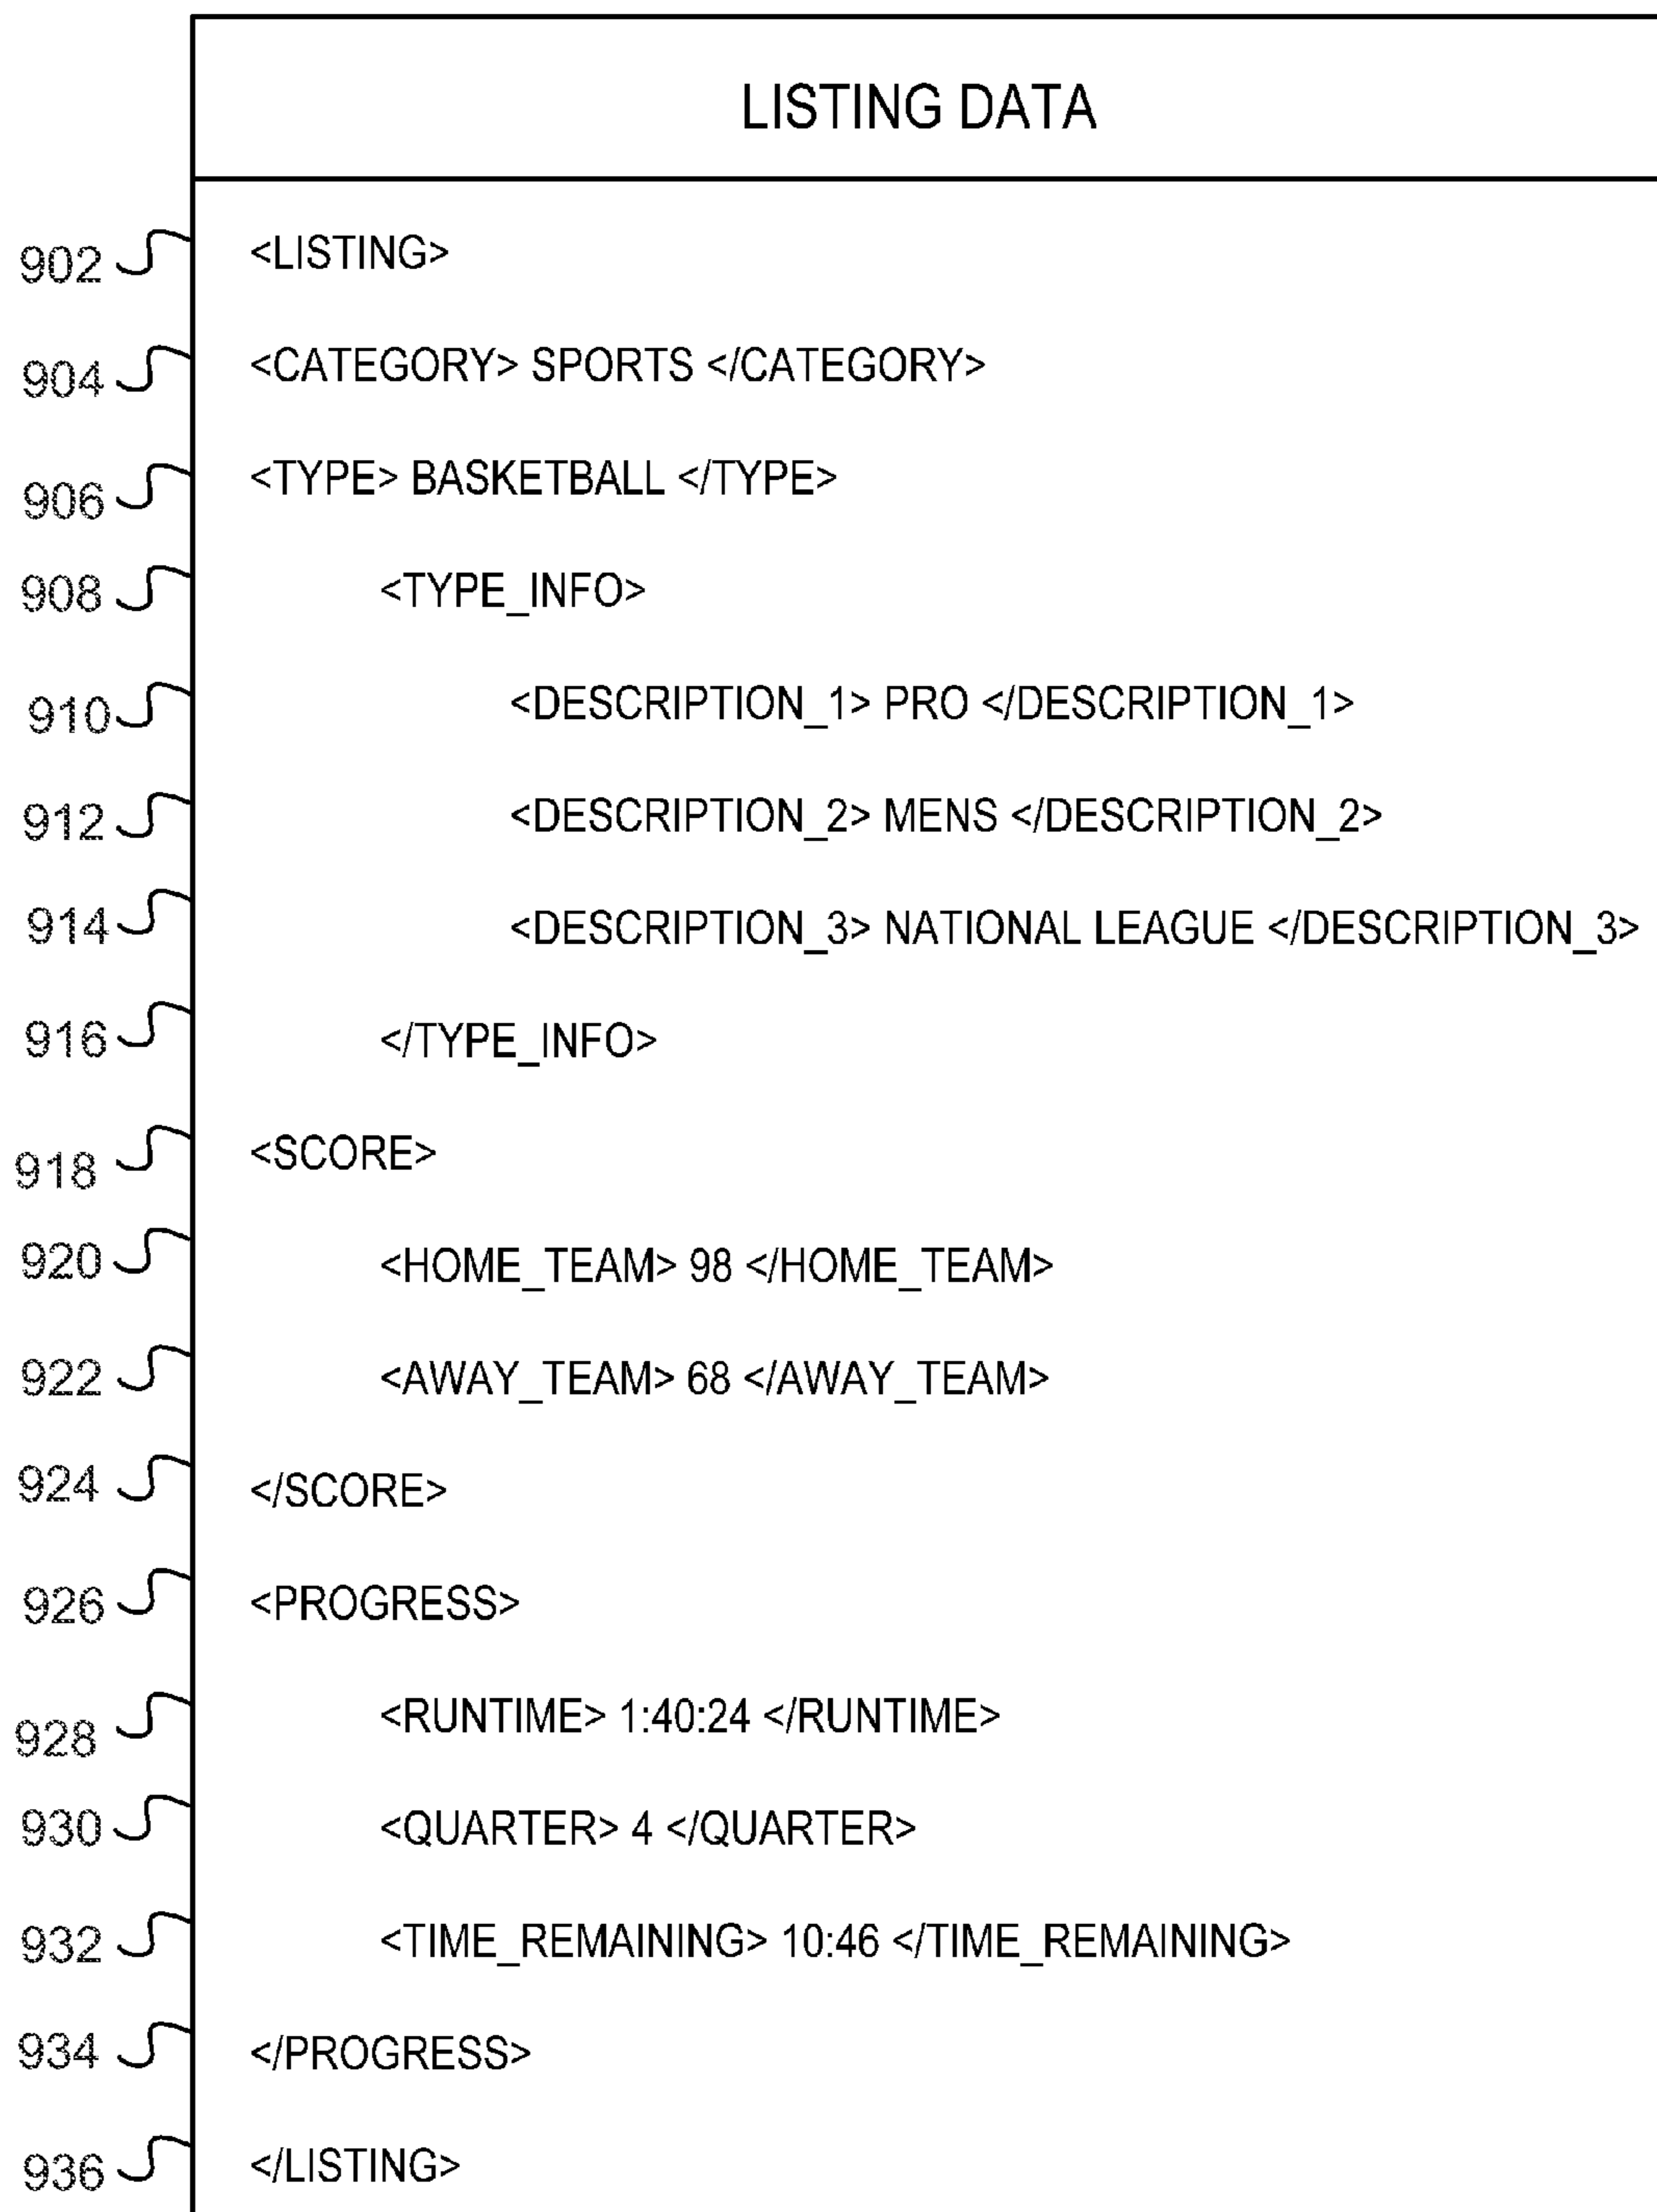 LISTING DATA
902 <LISTING>
904 <CATEGORY> SPORTS </CATEGORY>
906 <TYPE> BASKETBALL </TYPE>
908 <TYPE_INFO>
910 <DESCRIPTION_1> PRO </DESCRIPTION_1>
912 <DESCRIPTION_2> MENS </DESCRIPTION_2>
914 <DESCRIPTION_3> NATIONAL LEAGUE </DESCRIPTION_3>
916 </TYPE_INFO>
918 <SCORE>
920 <HOME_TEAM> 98 </HOME_TEAM>
922 <AWAY_TEAM> 68 </AWAY_TEAM>
924 </SCORE>
926 <PROGRESS>
928 <RUNTIME> 1:40:24 </RUNTIME>
930 <QUARTER> 4 </QUARTER>
932 <TIME_REMAINING> 10:46 </TIME_REMAINING>
934 </PROGRESS>
936 </LISTING>